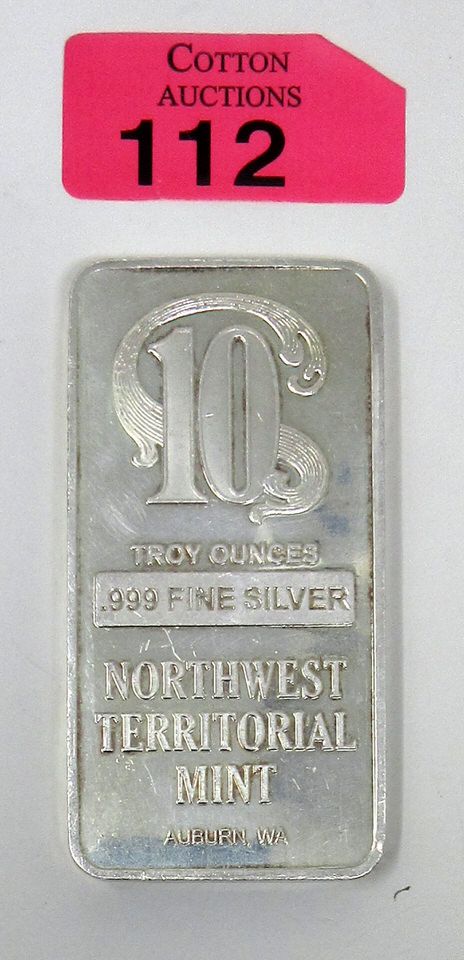 COTTON
AUCTIONS
112
10
TROY OUNCES
.999 FINE SILVER
NORTHWEST
TERRITORIAL
MINT
AUBURN, WA